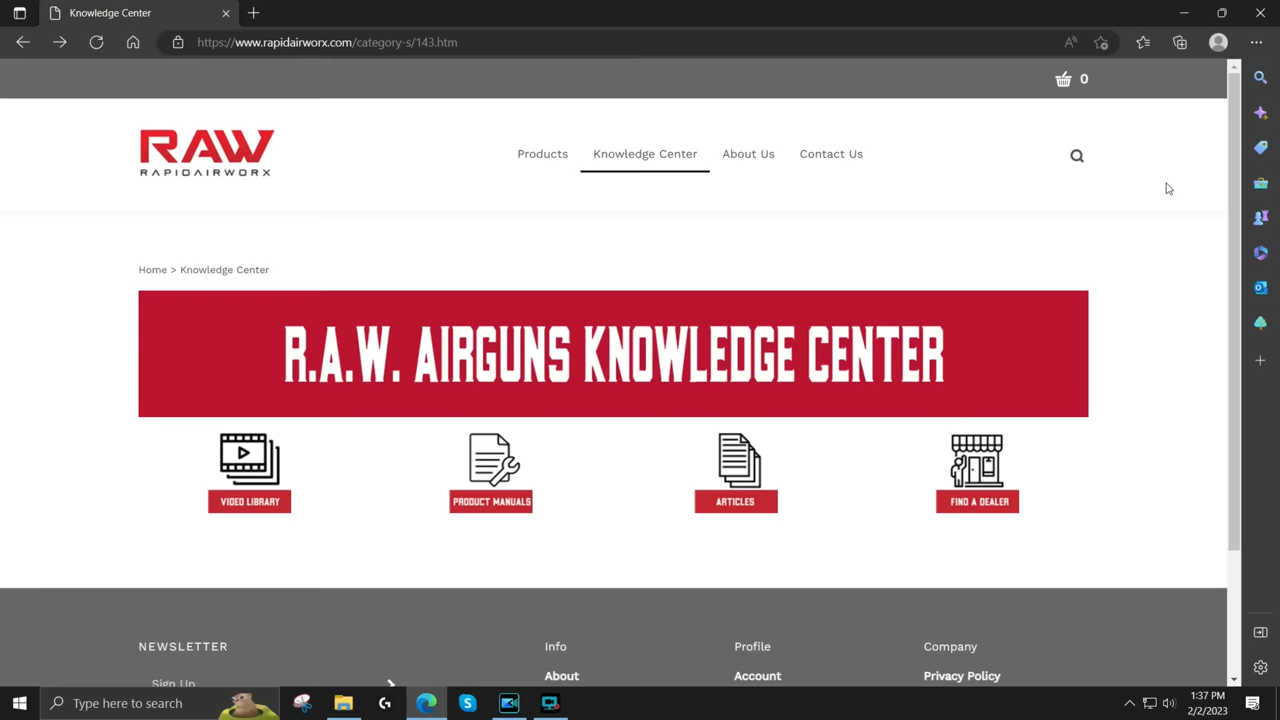 Knowledge Center
https://www.rapidairworx.com/category-s/143.htm
0
RAW
RAPIDAIRWORX
Products
Knowledge Center
About Us
Contact Us
Home > Knowledge Center
R.A.W. AIRGUNS KNOWLEDGE CENTER
VIDEO LIBRARY
PRODUCT MANUALS
ARTICLES
FIND A DEALER
NEWSLETTER
Sign Up
Info
About
Profile
Account
Company
Privacy Policy
Type here to search
1:37 PM
2/2/2023